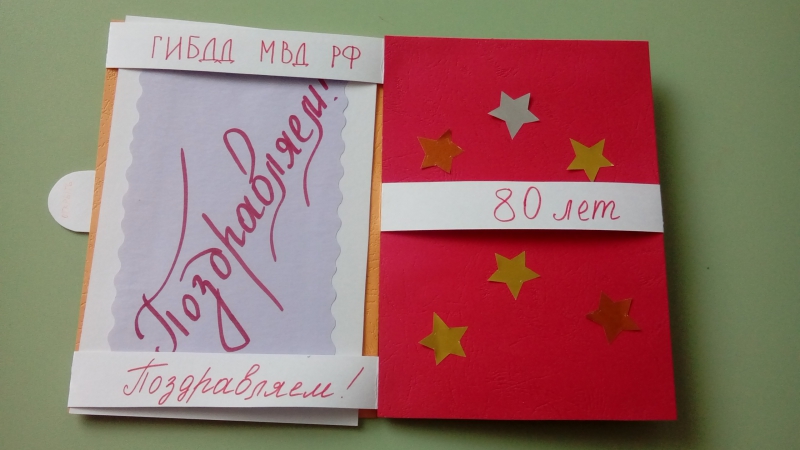 ГИБДД МВД РФ
Поздравляем!
Поздравляем!
80 лет